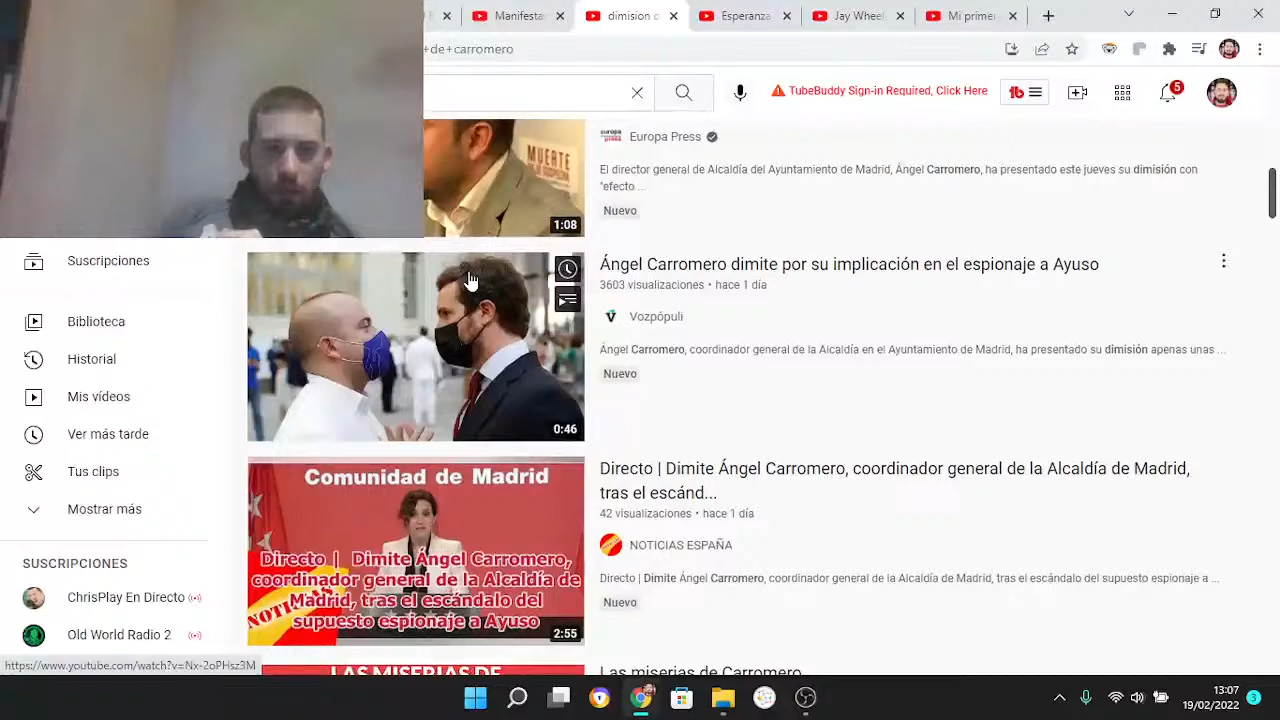 Manifesta
dimision
Esperanza
Jay Wheel
Mi primer
+de+carromero
TubeBuddy Sign-in Required, Click Here
5
MUERTE
Europa Press
El director general de Alcaldía del Ayuntamiento de Madrid, Ángel Carromero, ha presentado este jueves su dimisión con
"efecto ...
Nuevo
1:08
Suscripciones
Biblioteca
Historial
Mis vídeos
Ver más tarde
Tus clips
Mostrar más
SUSCRIPCIONES
ChrisPlay En Directo
Old World Radio 2
Ángel Carromero dimite por su implicación en el espionaje a Ayuso
3603 visualizaciones • hace 1 día
Vozpópuli
Ángel Carromero, coordinador general de la Alcaldía en el Ayuntamiento de Madrid, ha presentado su dimisión apenas unas ...
Nuevo
0:46
Comunidad de Madrid
Directo | Dimite Ángel Carromero,
coordinador general de la Alcaldía de
Madrid, tras el escándalo del
supuesto espionaje a Ayuso
NOTICIAS
2:55
Directo | Dimite Ángel Carromero, coordinador general de la Alcaldía de Madrid,
tras el escánd...
42 visualizaciones • hace 1 día
NOTICIAS ESPAÑA
Directo | Dimite Ángel Carromero, coordinador general de la Alcaldía de Madrid, tras el escándalo del supuesto espionaje a ...
Nuevo
LAS MISERIAS DE
Las miserias de Carromero
https://www.youtube.com/watch?v=Nx-2oPHsz3M
13:07
19/02/2022
3